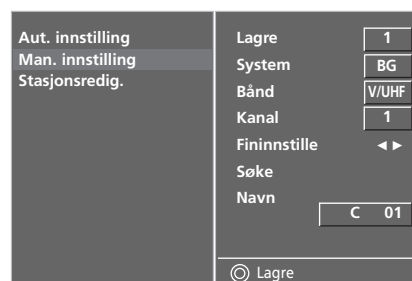 Aut. innstilling
Man. innstilling
Stasjonsredig.
Lagre 1
System BG
Bånd V/UHF
Kanal 1
Fininnstille ◄ ►
Søke
Navn
C 01
Lagre